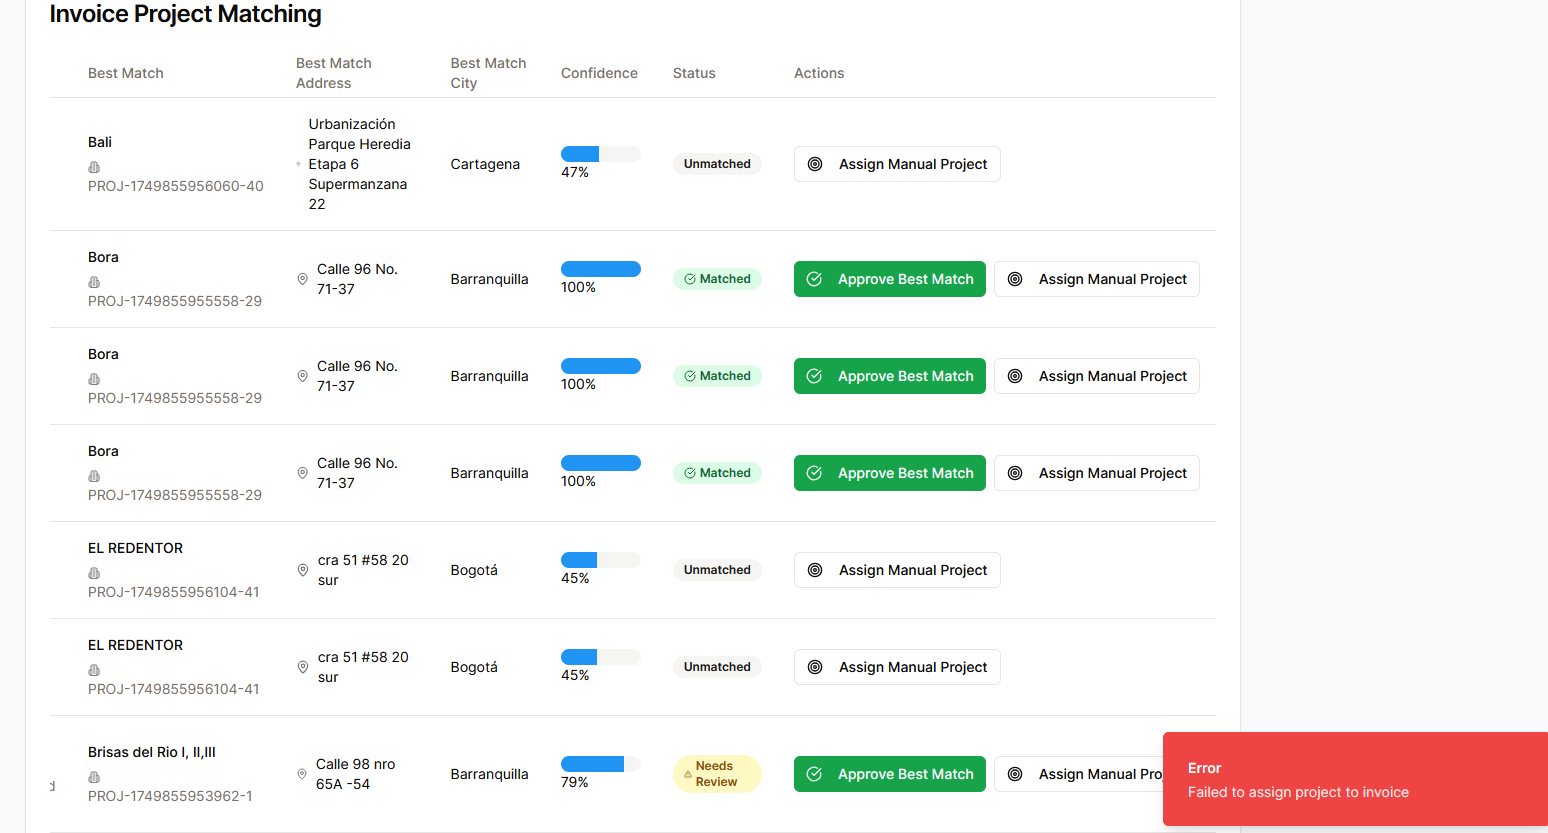 Invoice Project Matching
Best Match
Best Match
Address
Best Match
City
Confidence
Status
Actions
Bali
PROJ-1749855956060-40
Urbanización
Parque Heredia
Etapa 6
Supermanzana
22
Cartagena
47%
Unmatched
Assign Manual Project
Bora
PROJ-1749855955558-29
Calle 96 No.
71-37
Barranquilla
100%
Matched
Approve Best Match
Assign Manual Project
Bora
PROJ-1749855955558-29
Calle 96 No.
71-37
Barranquilla
100%
Matched
Approve Best Match
Assign Manual Project
Bora
PROJ-1749855955558-29
Calle 96 No.
71-37
Barranquilla
100%
Matched
Approve Best Match
Assign Manual Project
EL REDENTOR
PROJ-1749855956104-41
cra 51 #58 20
sur
Bogotá
45%
Unmatched
Assign Manual Project
EL REDENTOR
PROJ-1749855956104-41
cra 51 #58 20
sur
Bogotá
45%
Unmatched
Assign Manual Project
d
Brisas del Rio I, II,III
PROJ-1749855953962-1
Calle 98 nro
65A -54
Barranquilla
79%
Needs
Review
Approve Best Match
Assign Manual Proj
Error
Failed to assign project to invoice